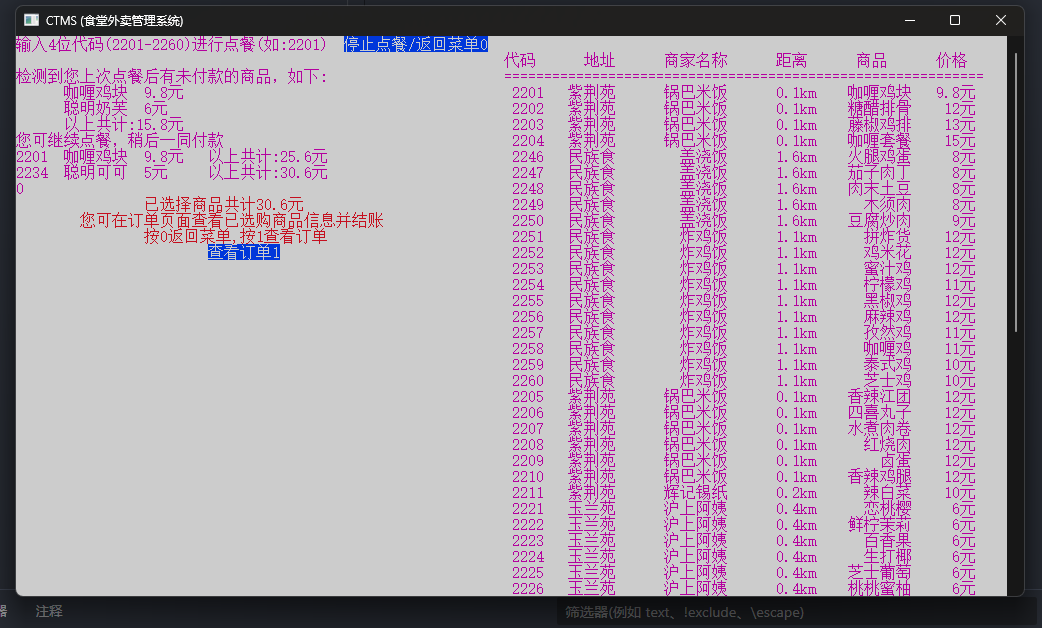 CTMS (食堂外卖管理系统)
输入4位代码(2201-2260)进行点餐(如:2201) 停止点餐/返回菜单0
检测到您上次点餐后有未付款的商品, 如下:
咖喱鸡块 9.8元
聪明奶芙 6元
以上共计:15.8元
您可继续点餐, 稍后一同付款
2201 咖喱鸡块 9.8元 以上共计:25.6元
2234 聪明可可 5元 以上共计:30.6元
0
已选择商品共计30.6元
您可在订单页面查看已选购商品信息并结账
按0返回菜单,按1查看订单
查看订单1
代码 地址 商家名称 距离 商品 价格
2201 紫荆苑 锅巴米饭 0.1km 咖喱鸡块 9.8元
2202 紫荆苑 锅巴米饭 0.1km 糖醋排骨 12元
2203 紫荆苑 锅巴米饭 0.1km 藤椒鸡排 13元
2204 紫荆苑 锅巴米饭 0.1km 咖喱套餐 15元
2246 民族食 盖浇饭 1.6km 火腿鸡蛋 8元
2247 民族食 盖浇饭 1.6km 茄子肉丁 8元
2248 民族食 盖浇饭 1.6km 肉末土豆 8元
2249 民族食 盖浇饭 1.6km 木须肉 8元
2250 民族食 盖浇饭 1.6km 豆腐炒肉 9元
2251 民族食 炸鸡饭 1.1km 拼炸货 12元
2252 民族食 炸鸡饭 1.1km 鸡米花 12元
2253 民族食 炸鸡饭 1.1km 蜜汁鸡 12元
2254 民族食 炸鸡饭 1.1km 柠檬鸡 11元
2255 民族食 炸鸡饭 1.1km 黑椒鸡 12元
2256 民族食 炸鸡饭 1.1km 麻辣鸡 12元
2257 民族食 炸鸡饭 1.1km 孜然鸡 11元
2258 民族食 炸鸡饭 1.1km 咖喱鸡 11元
2259 民族食 炸鸡饭 1.1km 泰式鸡 10元
2260 民族食 炸鸡饭 1.1km 芝士鸡 10元
2205 紫荆苑 锅巴米饭 0.1km 香辣江团 12元
2206 紫荆苑 锅巴米饭 0.1km 四喜丸子 12元
2207 紫荆苑 锅巴米饭 0.1km 水煮肉卷 12元
2208 紫荆苑 锅巴米饭 0.1km 红烧肉 12元
2209 紫荆苑 锅巴米饭 0.1km 卤蛋 12元
2210 紫荆苑 锅巴米饭 0.1km 香辣鸡腿 12元
2211 紫荆苑 辉记锡纸 0.2km 辣白菜 10元
2221 玉兰苑 沪上阿姨 0.4km 恋桃樱 6元
2222 玉兰苑 沪上阿姨 0.4km 鲜柠茉莉 6元
2223 玉兰苑 沪上阿姨 0.4km 百香果 6元
2224 玉兰苑 沪上阿姨 0.4km 生打椰 6元
2225 玉兰苑 沪上阿姨 0.4km 芝士葡萄 6元
2226 玉兰苑 沪上阿姨 0.4km 桃桃蜜柚 6元
器 注释 筛选器(例如 text、!exclude、\escape)